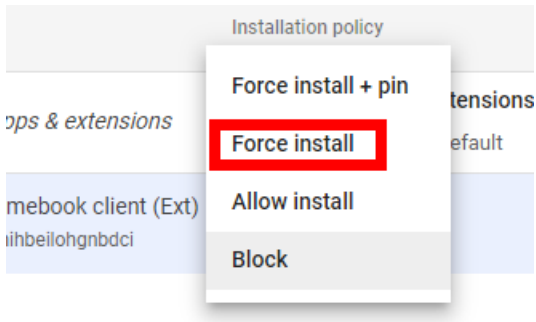 Installation policy
Force install + pin
tensions
pps & extensions
Force install
efault
mebook client (Ext)
Allow install
ihbeilohgnbdci
Block